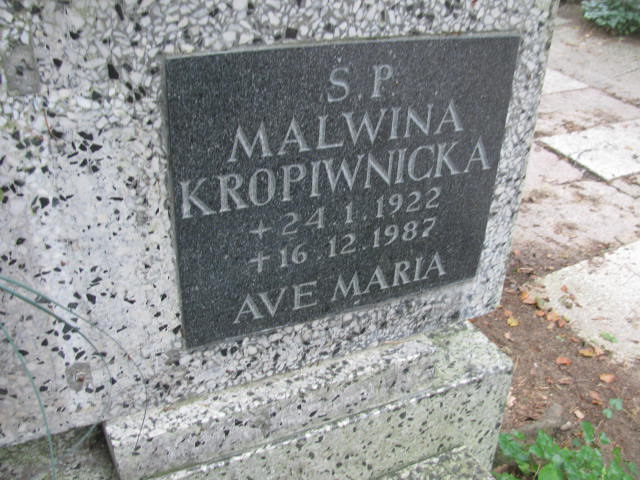 S P
MALWINA
KROPIWNICKA
+ 24.1.1922
+ 16.12.1987
AVE MARIA